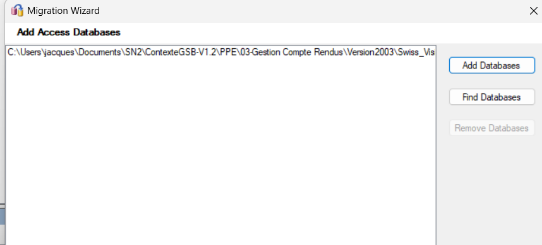 Migration Wizard
Add Access Databases
C:\Users\jacques\Documents\SN2\ContexteGSB-V1.2\PPE\03-Gestion Compte Rendus\Version2003\Swiss_Vis
Add Databases
Find Databases
Remove Databases